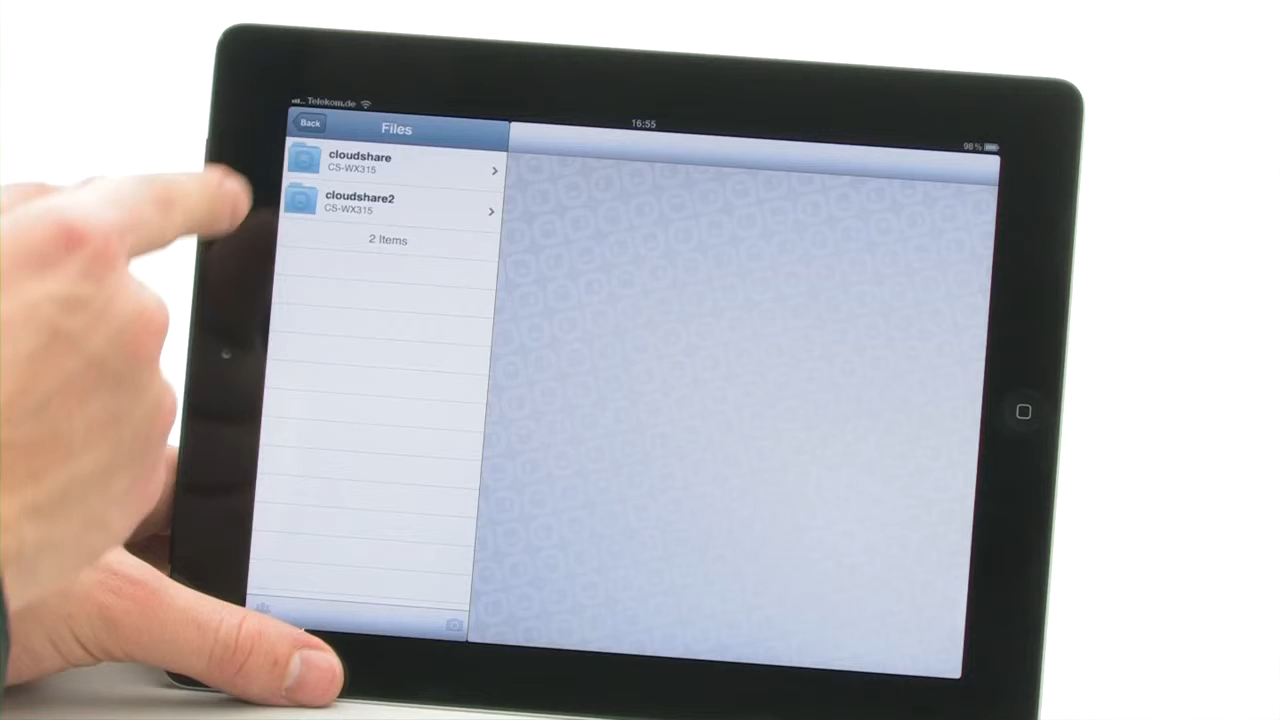 Telekom.de
16:55
98 %
Back
Files
cloudshare
CS-WX315
cloudshare2
CS-WX315
2 Items